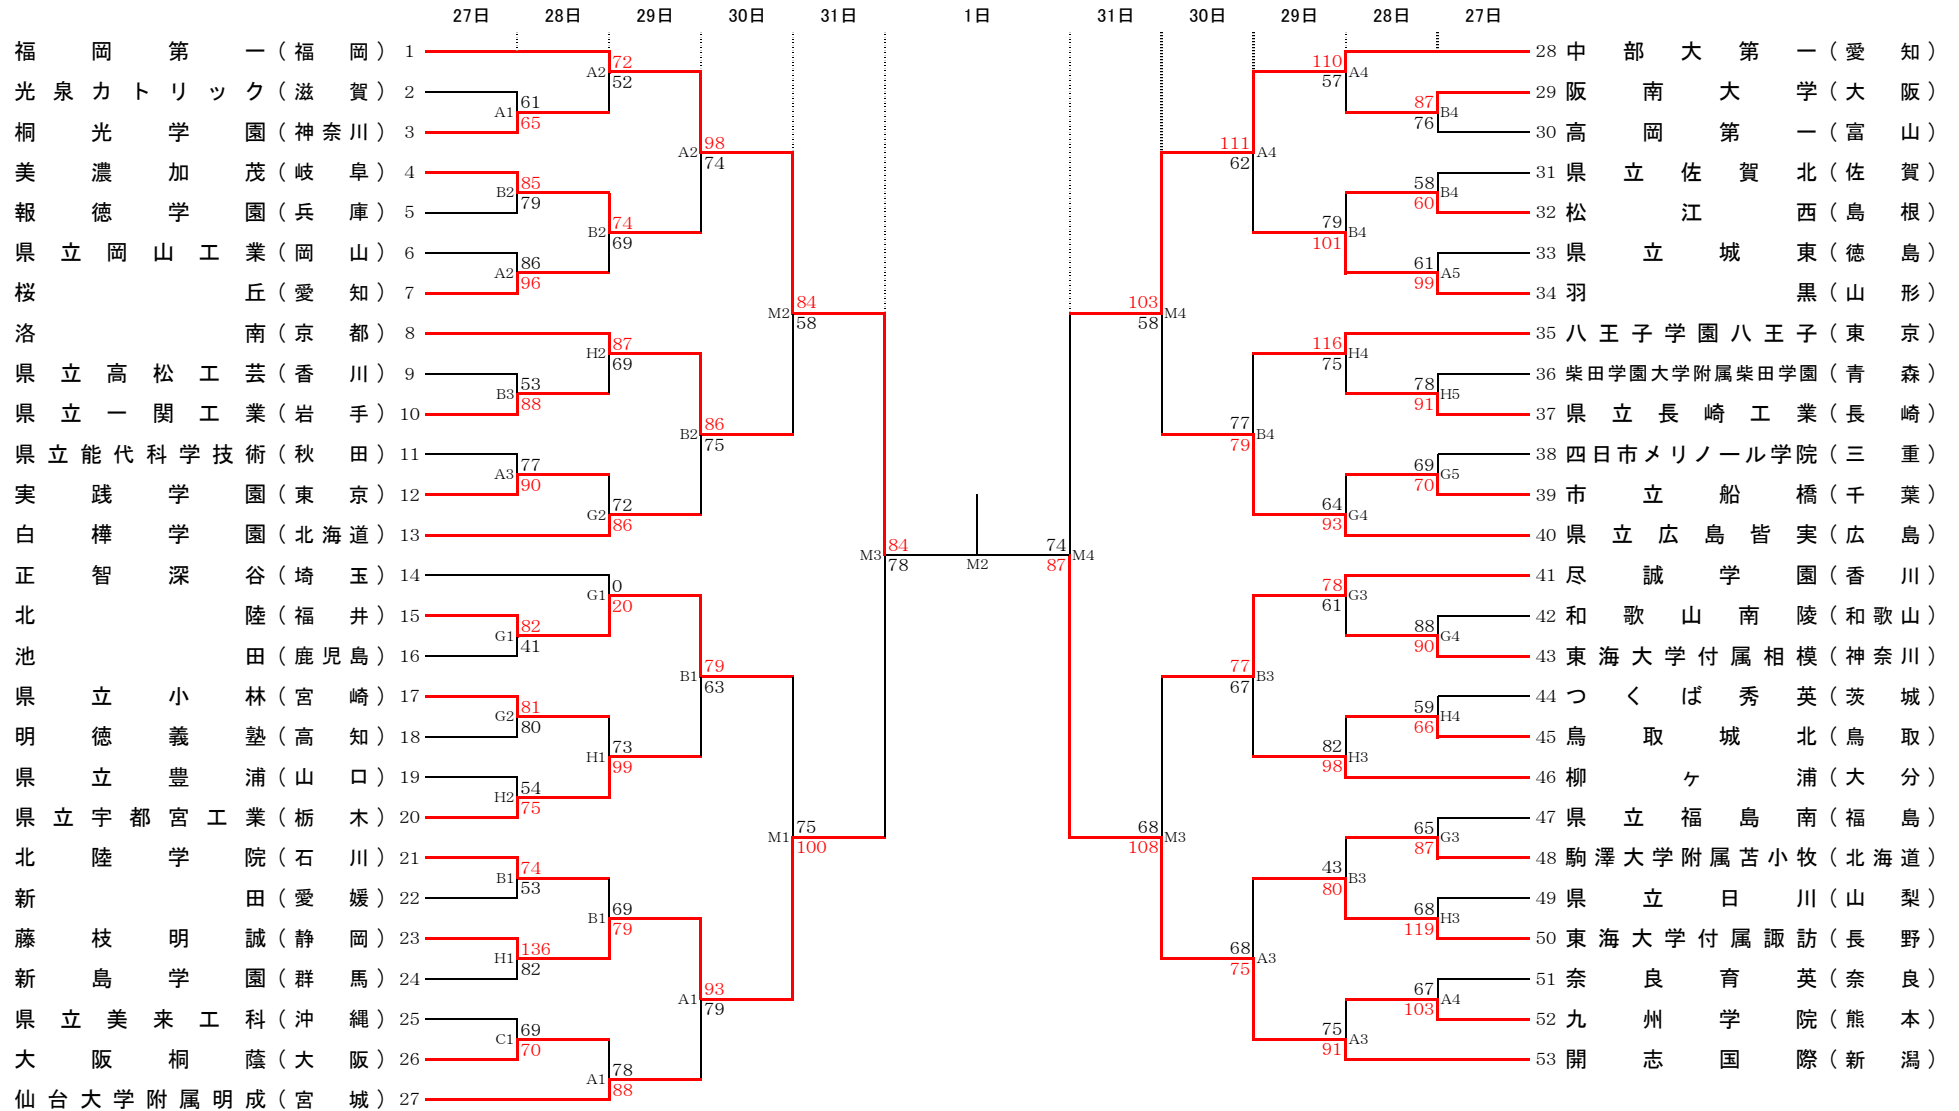 27日 28日 29日 30日 31日 1日 31日 30日 29日 28日 27日
福岡第一（福岡） 1
光泉カトリック（滋賀） 2
桐光学園（神奈川） 3
美濃加茂（岐阜） 4
報徳学園（兵庫） 5
県立岡山工業（岡山） 6
桜丘（愛知） 7
洛南（京都） 8
県立高松工芸（香川） 9
県立一関工業（岩手） 10
県立能代科学技術（秋田） 11
実践学園（東京） 12
白樺学園（北海道） 13
正智深谷（埼玉） 14
北陸（福井） 15
池田（鹿児島） 16
県立小林（宮崎） 17
明徳義塾（高知） 18
県立豊浦（山口） 19
県立宇都宮工業（栃木） 20
北陸学院（石川） 21
新田（愛媛） 22
藤枝明誠（静岡） 23
新島学園（群馬） 24
県立美来工科（沖縄） 25
大阪桐蔭（大阪） 26
仙台大学附属明成（宮城） 27
A1 61 65
B2 85 79
A2 86 96
B3 53 88
A3 77 90
G1 82 41
G2 81 80
H2 54 75
B1 74 53
H1 136 82
C1 69 70
A2 72 52
B2 74 69
H2 87 69
G2 72 86
G1 0 20
H1 73 99
B1 69 79
A1 78 88
A2 98 74
B2 86 75
B1 79 63
A1 93 79
M2 84 58
M1 75 100
M3 84 78
M2
74 M4
87
103 M4
58
68 M3
108
111 A4
62
77 B4
79
77 B3
67
68 A3
75
110 A4
57
79 B4
101
116 H4
75
64 G4
93
78 G3
61
82 H3
98
43 B3
80
75 A3
91
87 B4
76
58 B4
60
61 A5
99
78 H5
91
69 G5
70
88 G4
90
59 H4
66
65 G3
87
68 H3
119
67 A4
103
28 中部大第一（愛知）
29 阪南大学（大阪）
30 高岡第一（富山）
31 県立佐賀北（佐賀）
32 松江西（島根）
33 県立城東（徳島）
34 羽黒（山形）
35 八王子学園八王子（東京）
36 柴田学園大学附属柴田学園（青森）
37 県立長崎工業（長崎）
38 四日市メリノール学院（三重）
39 市立船橋（千葉）
40 県立広島皆実（広島）
41 尽誠学園（香川）
42 和歌山南陵（和歌山）
43 東海大学付属相模（神奈川）
44 つくば秀英（茨城）
45 鳥取城北（鳥取）
46 柳ヶ浦（大分）
47 県立福島南（福島）
48 駒澤大学附属苫小牧（北海道）
49 県立日川（山梨）
50 東海大学付属諏訪（長野）
51 奈良育英（奈良）
52 九州学院（熊本）
53 開志国際（新潟）